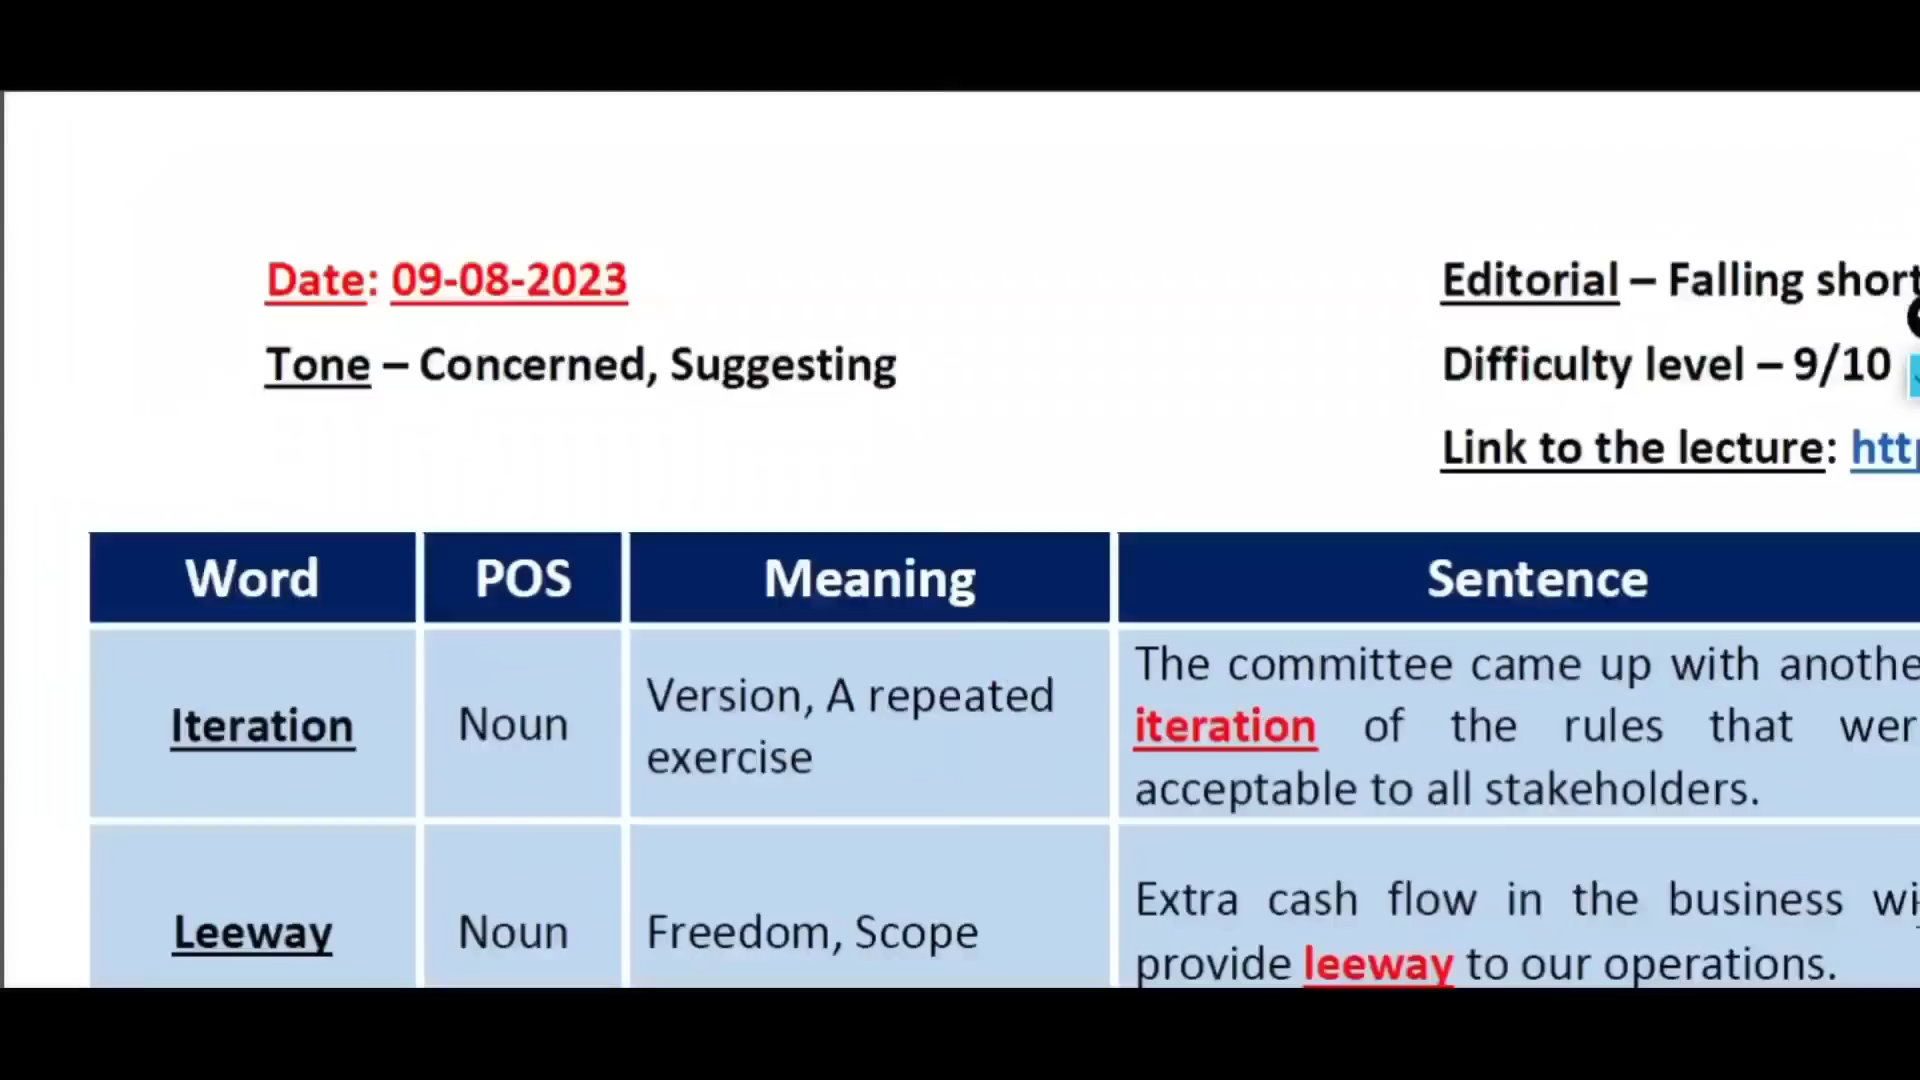 Date: 09-08-2023
Editorial – Falling short
Tone – Concerned, Suggesting
Difficulty level – 9/10
Link to the lecture: http
Word POS Meaning Sentence
Iteration Noun Version, A repeated exercise
The committee came up with anothe
iteration of the rules that wer
acceptable to all stakeholders.
Leeway Noun Freedom, Scope
Extra cash flow in the business
provide leeway to our operations.